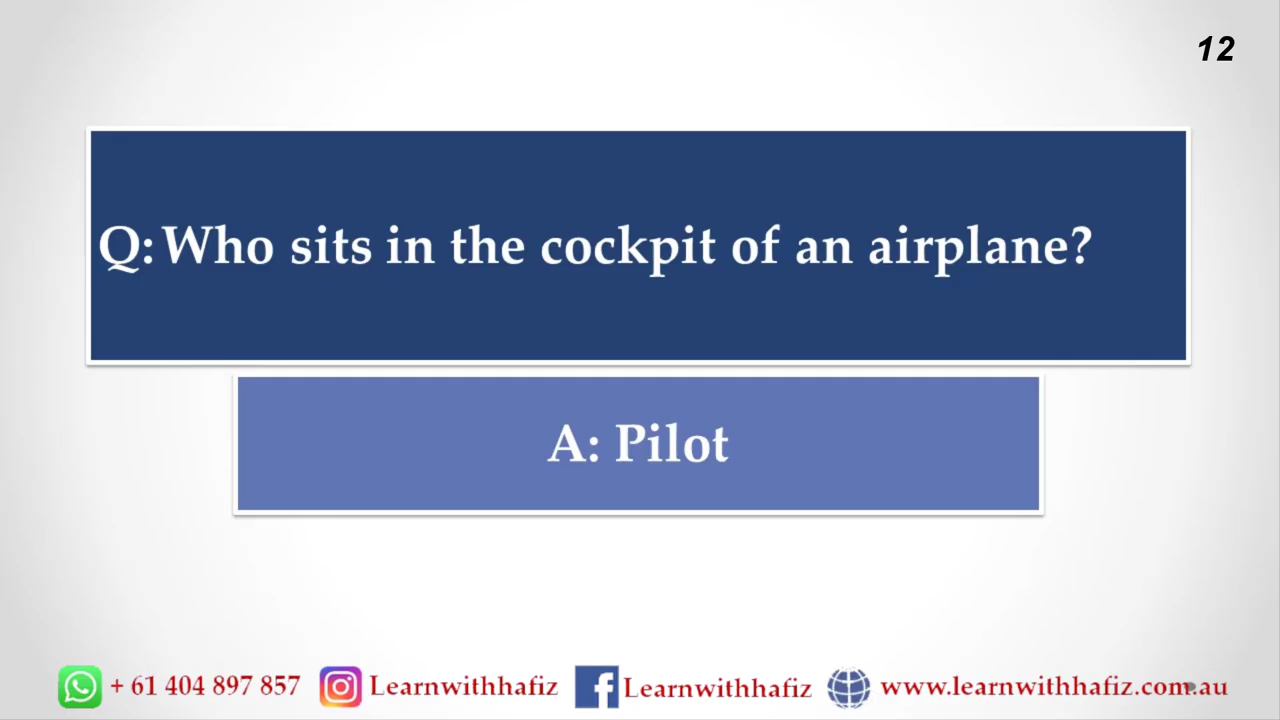 12
Q: Who sits in the cockpit of an airplane?
A: Pilot
+ 61 404 897 857 Learnwithhafiz Learnwithhafiz www.learnwithhafiz.com.au